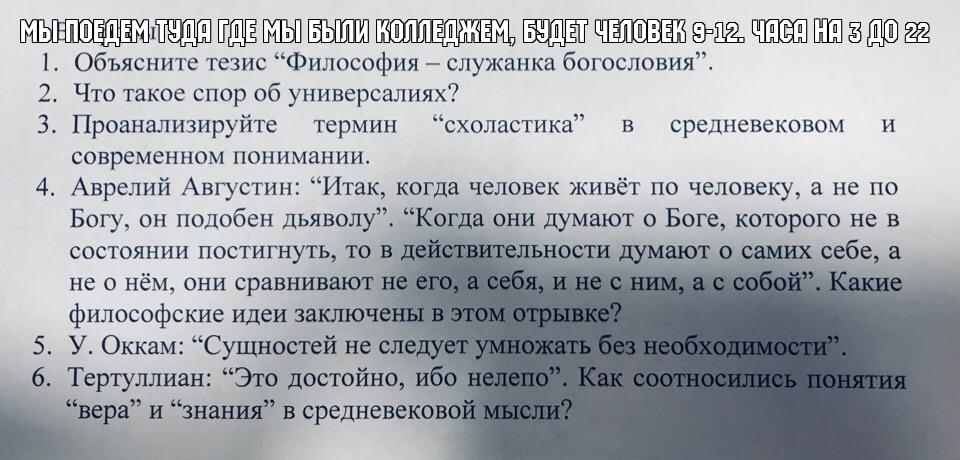 МЫ ПОЕДЕМ ТУДА ГДЕ МЫ БЫЛИ КОЛЛЕДЖЕМ, БУДЕТ ЧЕЛОВЕК 9-12. ЧАСА НА 3 ДО 22
1. Объясните тезис “Философия – служанка богословия”.
2. Что такое спор об универсалиях?
3. Проанализируйте термин “схоластика” в средневековом и
современном понимании.
4. Аврелий Августин: “Итак, когда человек живёт по человеку, а не по
Богу, он подобен дьяволу”. “Когда они думают о Боге, которого не в
состоянии постигнуть, то в действительности думают о самих себе, а
не о нём, они сравнивают не его, а себя, и не с ним, а с собой”. Какие
философские идеи заключены в этом отрывке?
5. У. Оккам: “Сущностей не следует умножать без необходимости”.
6. Тертуллиан: “Это достойно, ибо нелепо”. Как соотносились понятия
“вера” и “знания” в средневековой мысли?